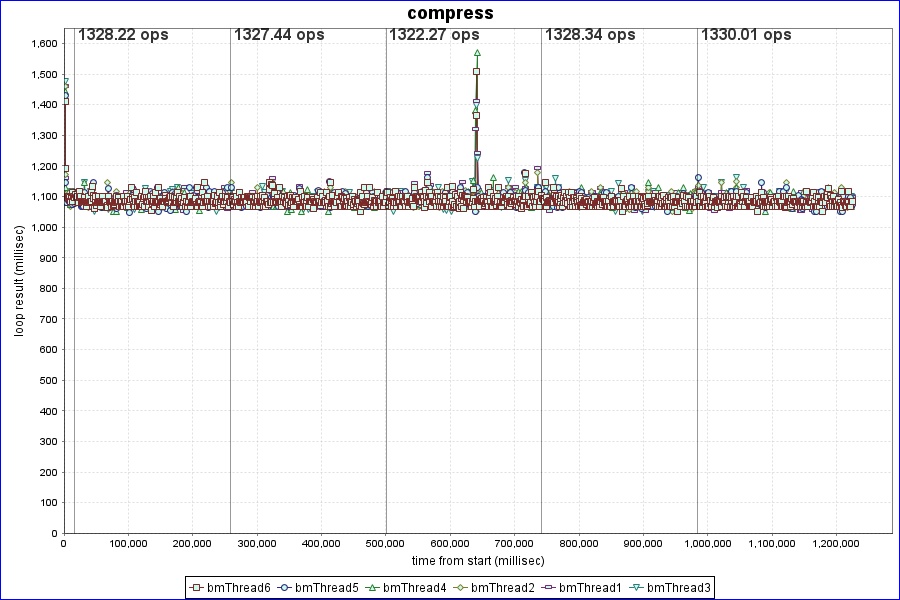 compress
1328.22 ops 1327.44 ops 1322.27 ops 1328.34 ops 1330.01 ops
1,600
1,500
1,400
1,300
1,200
1,100
1,000
900
800
700
600
500
400
300
200
100
0
loop result (millisec)
0 100,000 200,000 300,000 400,000 500,000 600,000 700,000 800,000 900,000 1,000,000 1,100,000 1,200,000
time from start (millisec)
bmThread6 bmThread5 bmThread4 bmThread2 bmThread1 bmThread3